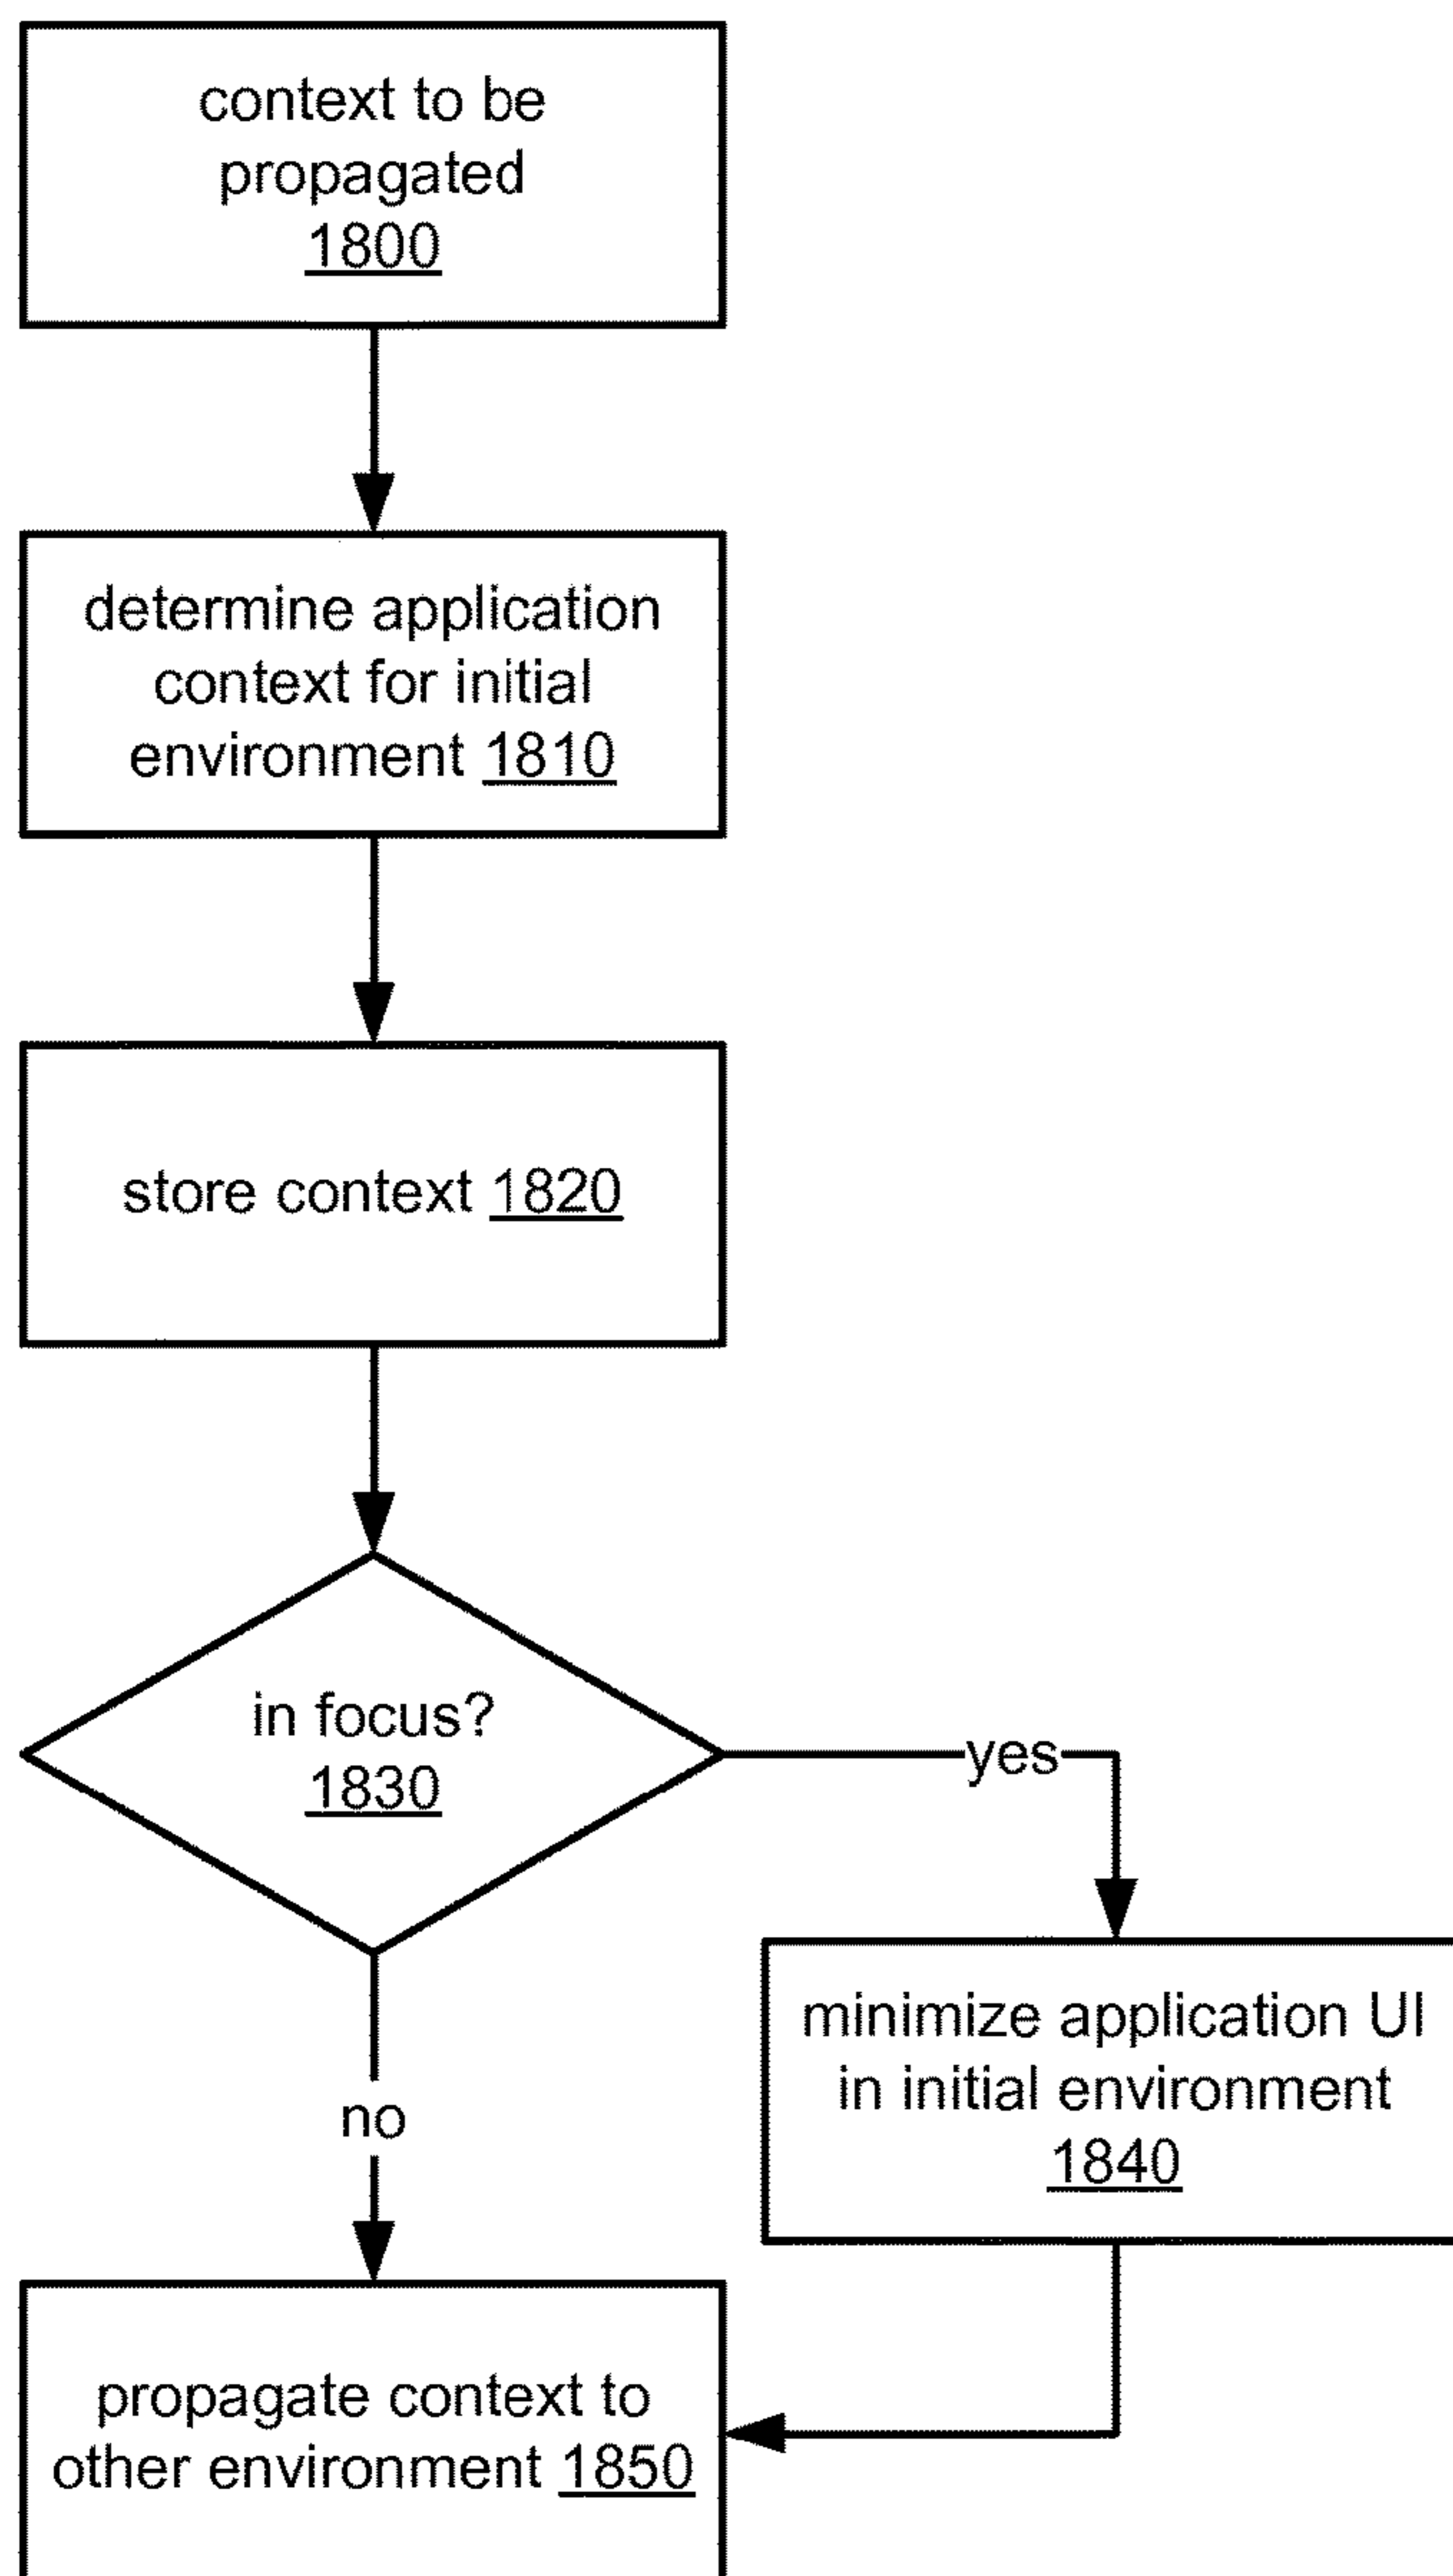 context to be
propagated
1800
determine application
context for initial
environment 1810
store context 1820
in focus?
1830
yes
minimize application UI
in initial environment
1840
no
propagate context to
other environment 1850